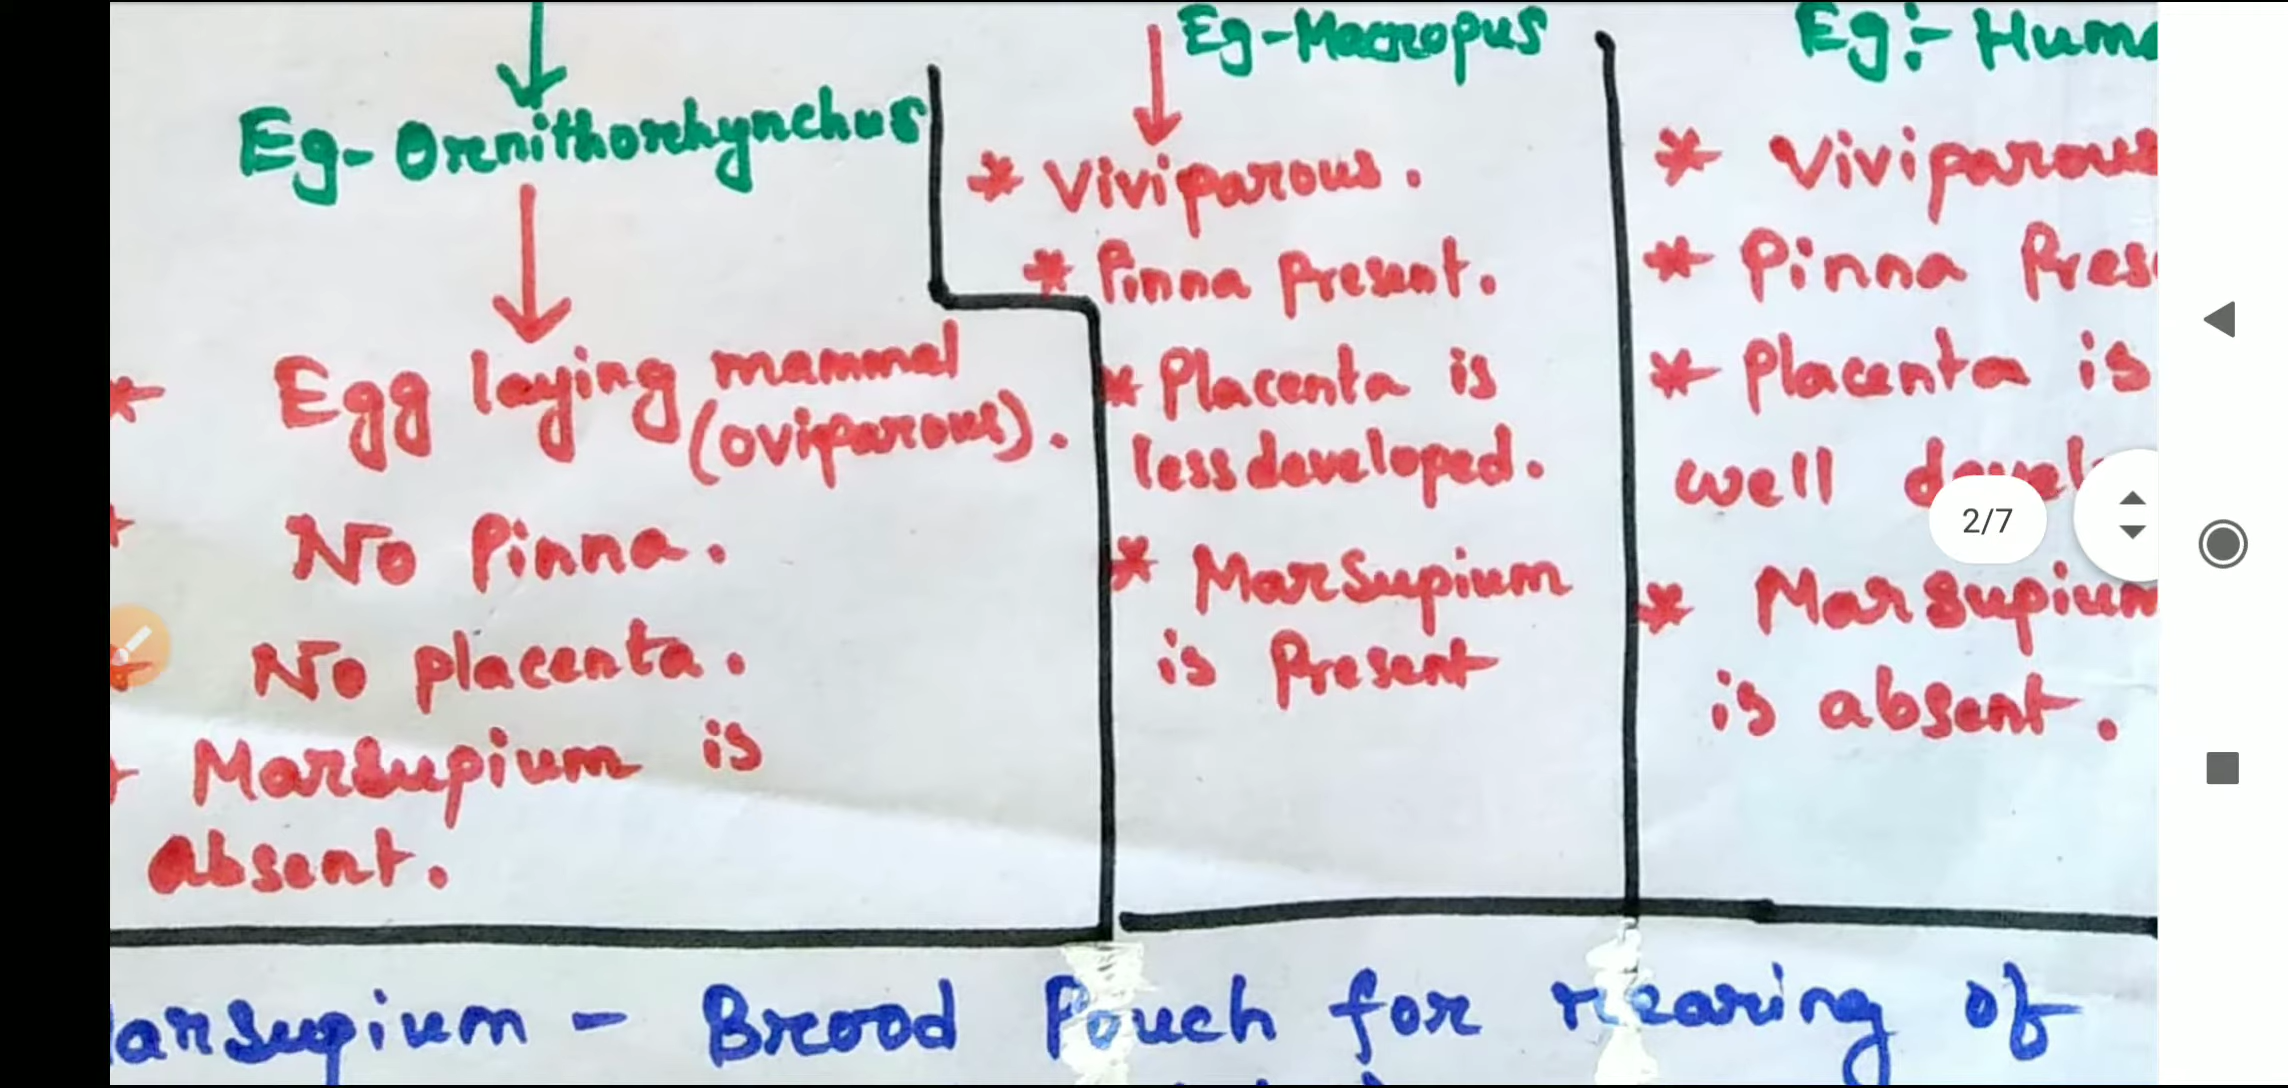 Eg-Ornithorhynchus
Egg laying mammal
(oviparous).
No Pinna.
No placenta.
Marsupium is
absent.
Eg-Macropus
* Viviparous.
* Pinna Present.
* Placenta is
less developed.
* Marsupium
is Present
Eg:- Huma
* Viviparous
* Pinna Pres
* Placenta is
well devel
* Marsupium
is absent.
2/7
arsupium - Brood Pouch for rearing of